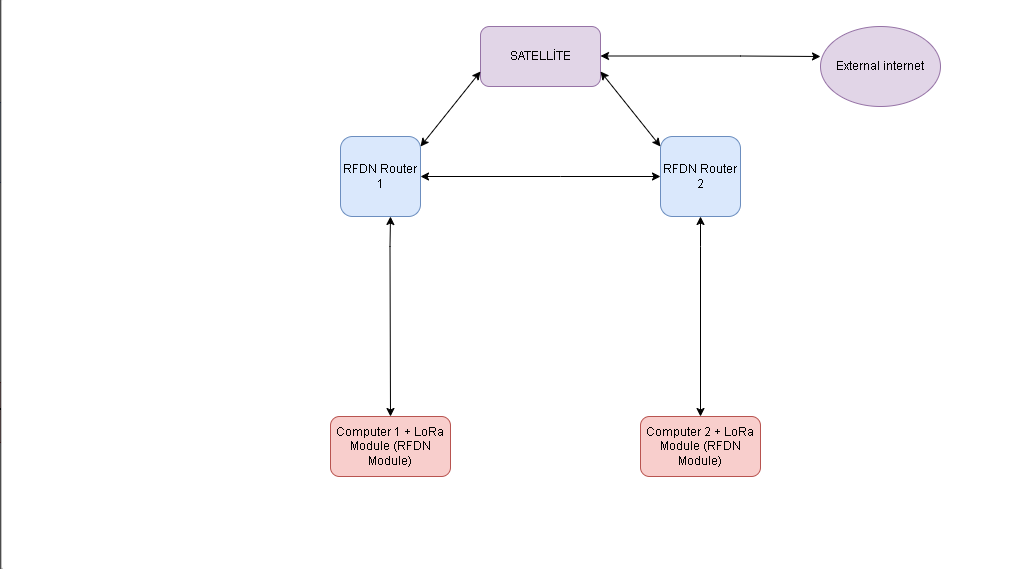 SATELLİTE
External internet
RFDN Router
1
RFDN Router
2
Computer 1 + LoRa
Module (RFDN
Module)
Computer 2 + LoRa
Module (RFDN
Module)